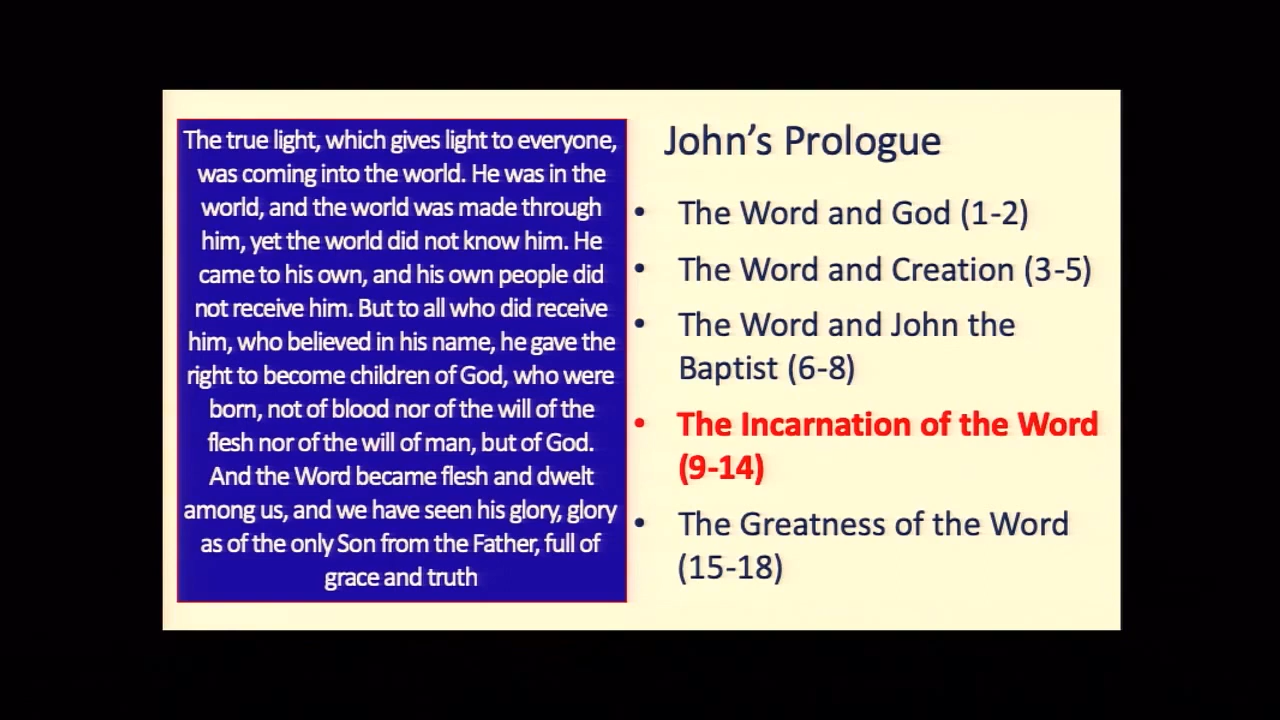 The true light, which gives light to everyone,
was coming into the world. He was in the
world, and the world was made through
him, yet the world did not know him. He
came to his own, and his own people did
not receive him. But to all who did receive
him, who believed in his name, he gave the
right to become children of God, who were
born, not of blood nor of the will of the
flesh nor of the will of man, but of God.
And the Word became flesh and dwelt
among us, and we have seen his glory, glory
as of the only Son from the Father, full of
grace and truth
John's Prologue
• The Word and God (1-2)
• The Word and Creation (3-5)
• The Word and John the
Baptist (6-8)
• The Incarnation of the Word
(9-14)
• The Greatness of the Word
(15-18)